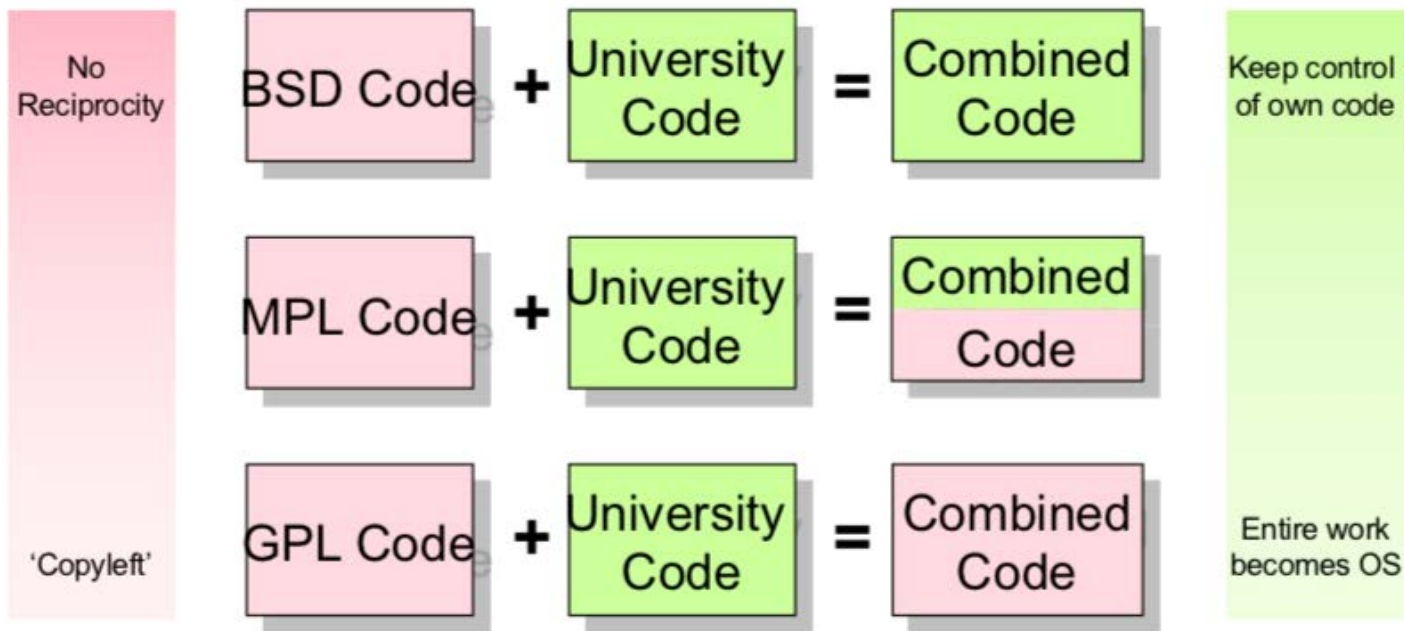 No
Reciprocity
BSD Code
+
University
Code
=
Combined
Code
Keep control
of own code
MPL Code
+
University
Code
=
Combined
Code
GPL Code
+
University
Code
=
Combined
Code
‘Copyleft’
Entire work
becomes OS